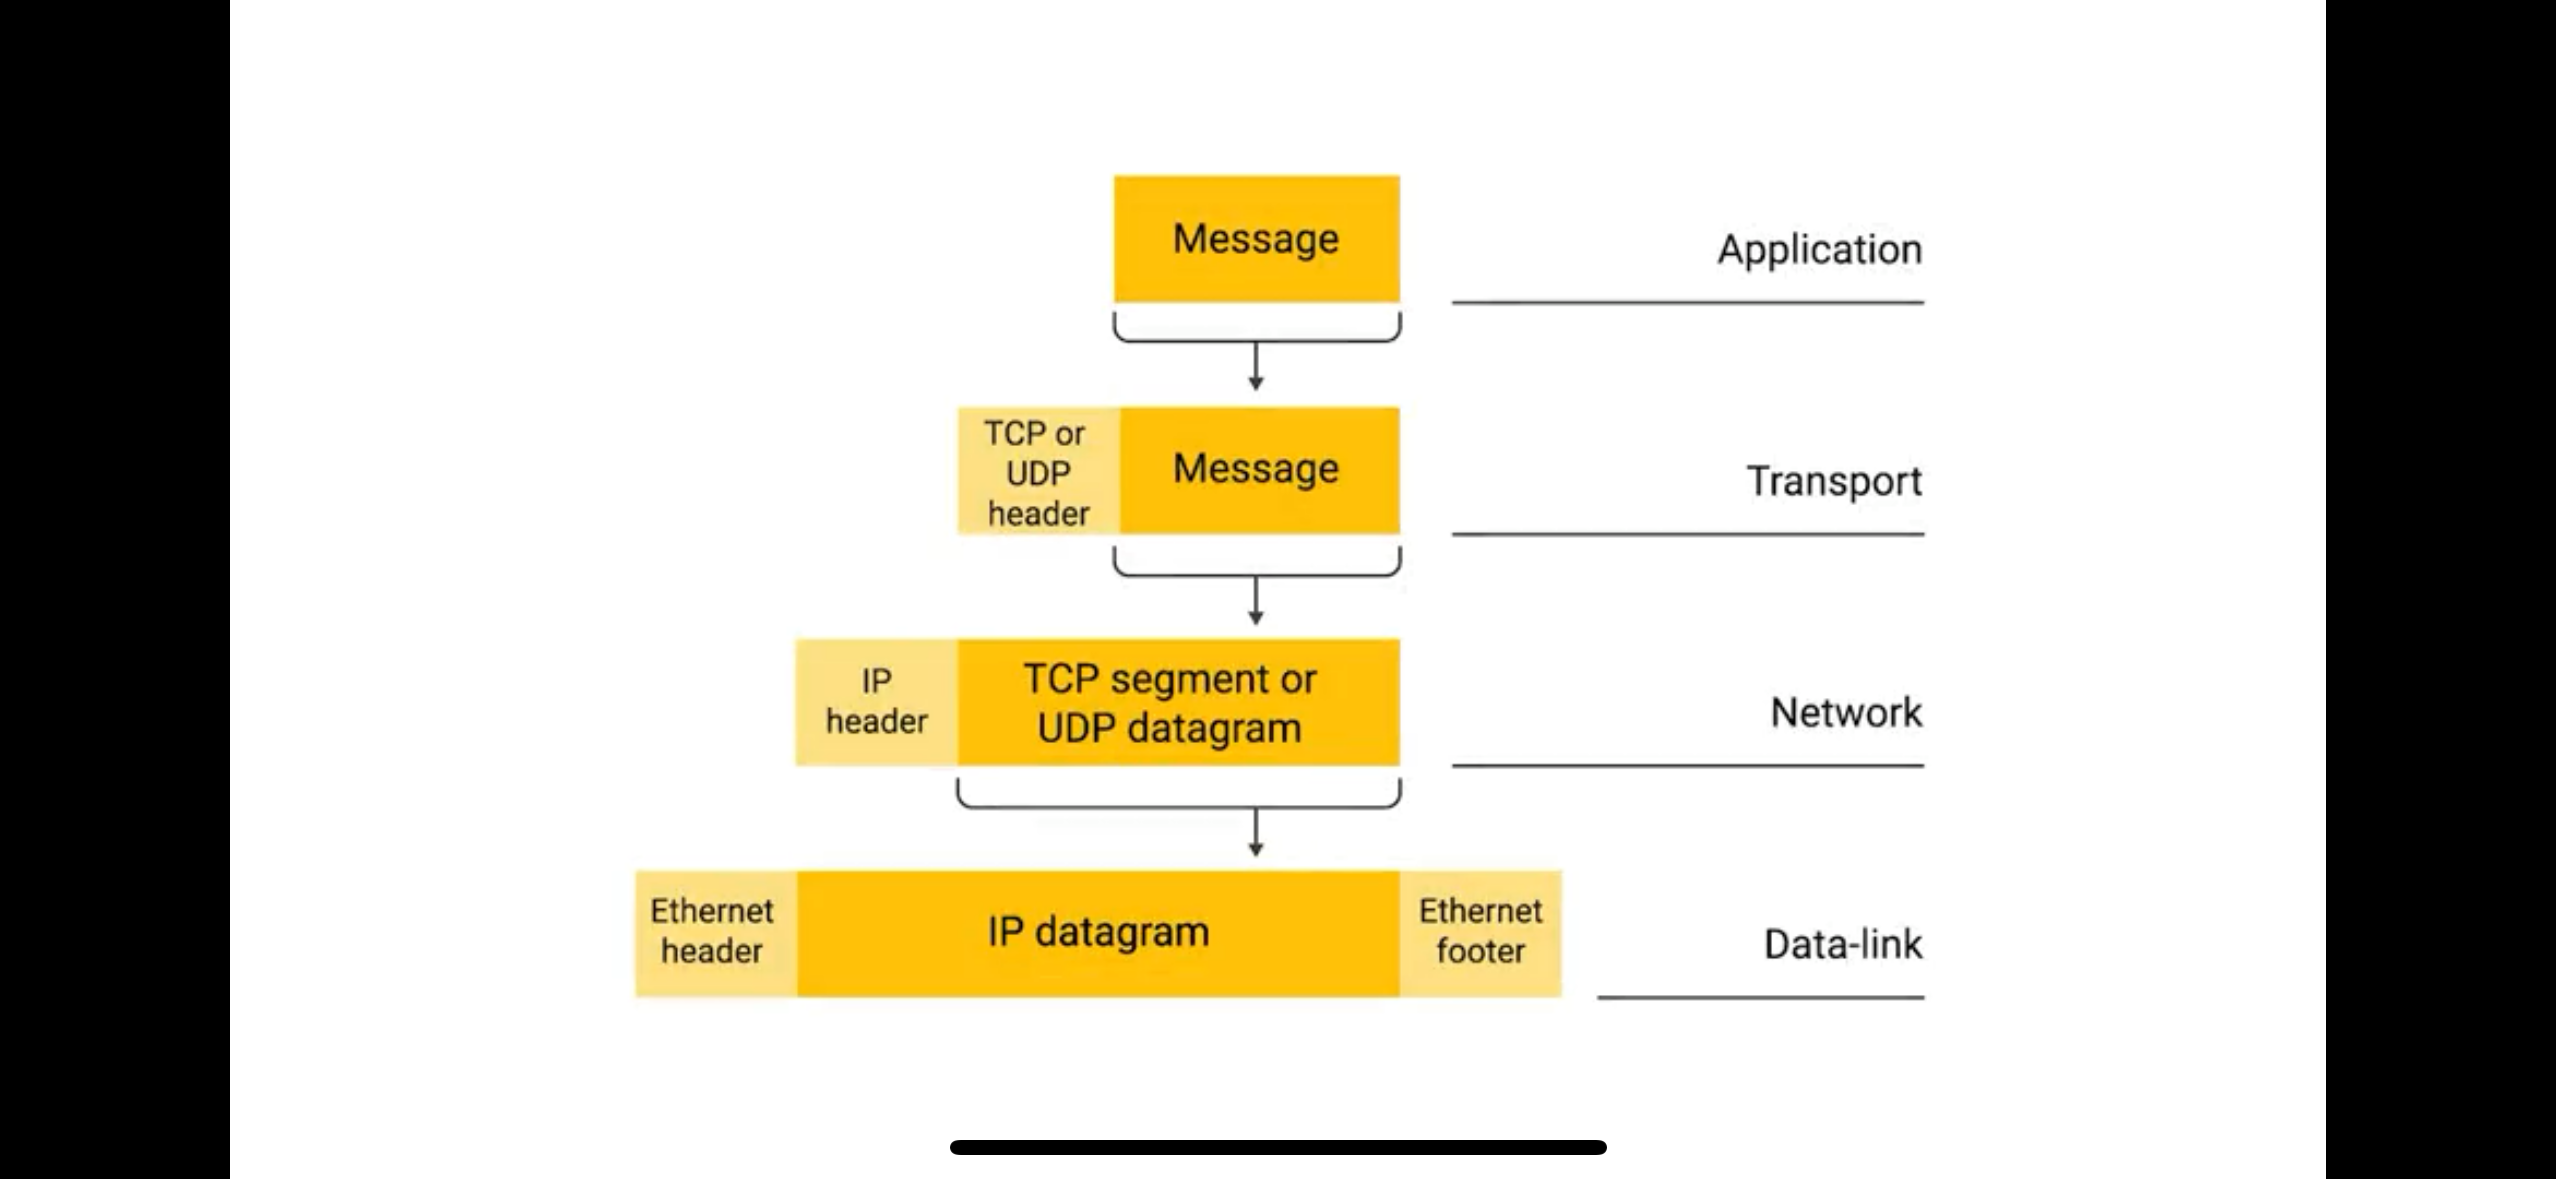 Message
Application
TCP or
UDP
header
Message
Transport
IP
header
TCP segment or
UDP datagram
Network
Ethernet
header
IP datagram
Ethernet
footer
Data-link